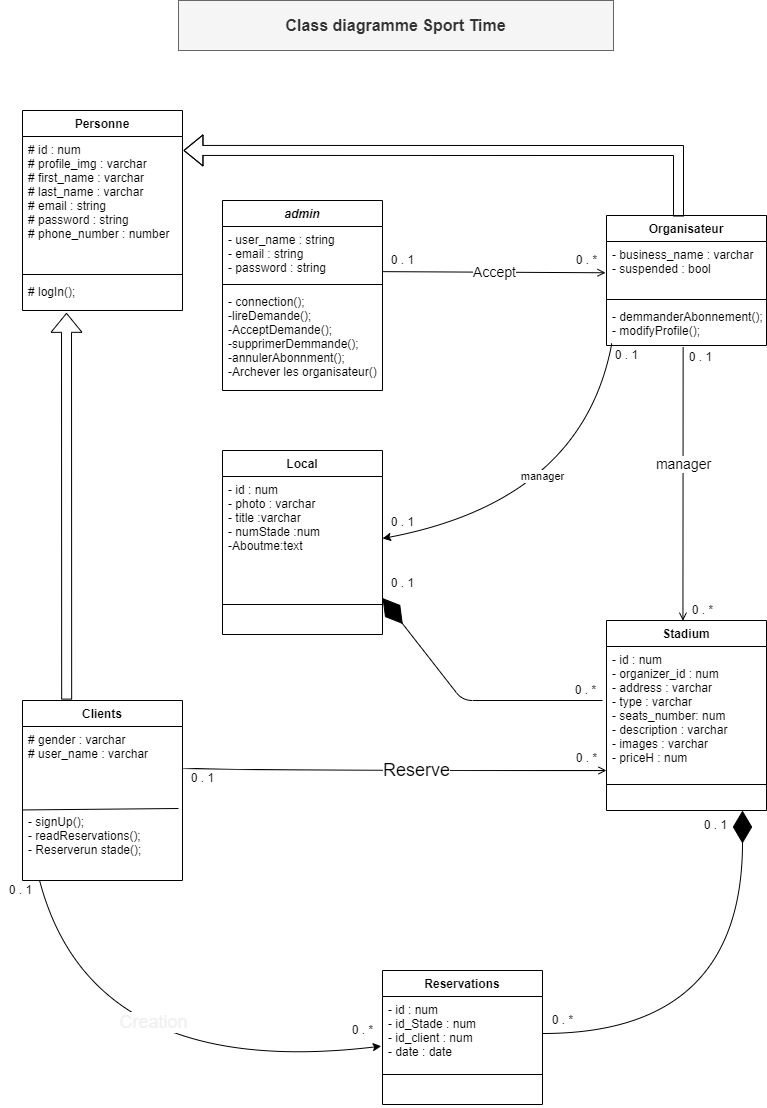 Class diagramme Sport Time
Personne
# id : num
# profile_img : varchar
# first_name : varchar
# last_name : varchar
# email : string
# password : string
# phone_number : number
# logIn();
admin
- user_name : string
- email : string
- password : string
- connection();
-lireDemande();
-AcceptDemande();
-supprimerDemmande();
-annulerAbonnment();
-Archever les organisateur()
0 . 1
Accept
0 . *
Organisateur
- business_name : varchar
- suspended : bool
- demmanderAbonnement();
- modifyProfile();
0 . 1
0 . 1
manager
manager
Local
- id : num
- photo : varchar
- title :varchar
- numStade :num
-Aboutme:text
0 . 1
0 . 1
0 . *
0 . *
Stadium
- id : num
- organizer_id : num
- address : varchar
- type : varchar
- seats_number: num
- description : varchar
- images : varchar
- priceH : num
Clients
# gender : varchar
# user_name : varchar
- signUp();
- readReservations();
- Reserverun stade();
0 . 1
Reserve
0 . *
0 . 1
0 . 1
Creation
0 . *
0 . *
Reservations
- id : num
- id_Stade : num
- id_client : num
- date : date